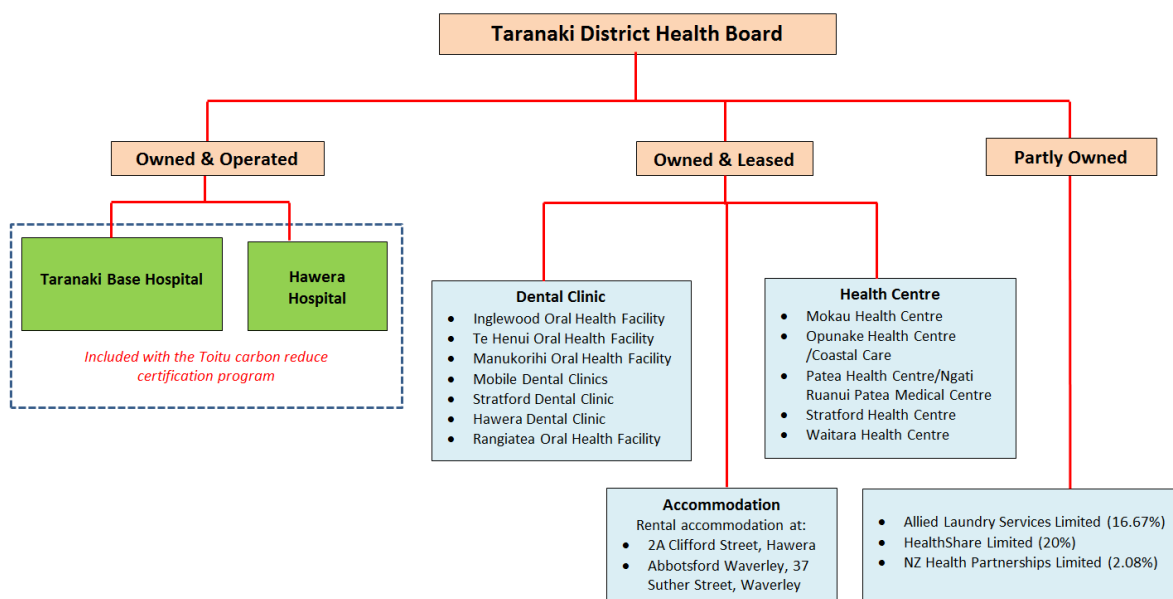 Taranaki District Health Board
Owned & Operated
Owned & Leased
Partly Owned
Taranaki Base Hospital
Hawera
Hospital
Included with the Toitu carbon reduce
certification program
Dental Clinic
• Inglewood Oral Health Facility
• Te Henui Oral Health Facility
• Manukorihi Oral Health Facility
• Mobile Dental Clinics
• Stratford Dental Clinic
• Hawera Dental Clinic
• Rangiatea Oral Health Facility
Health Centre
• Mokau Health Centre
• Opunake Health Centre
/Coastal Care
• Patea Health Centre/Ngati
Ruanui Patea Medical Centre
• Stratford Health Centre
• Waitara Health Centre
Accommodation
Rental accommodation at:
• 2A Clifford Street, Hawera
• Abbotsford Waverley, 37
Suther Street, Waverley
• Allied Laundry Services Limited (16.67%)
• HealthShare Limited (20%)
• NZ Health Partnerships Limited (2.08%)